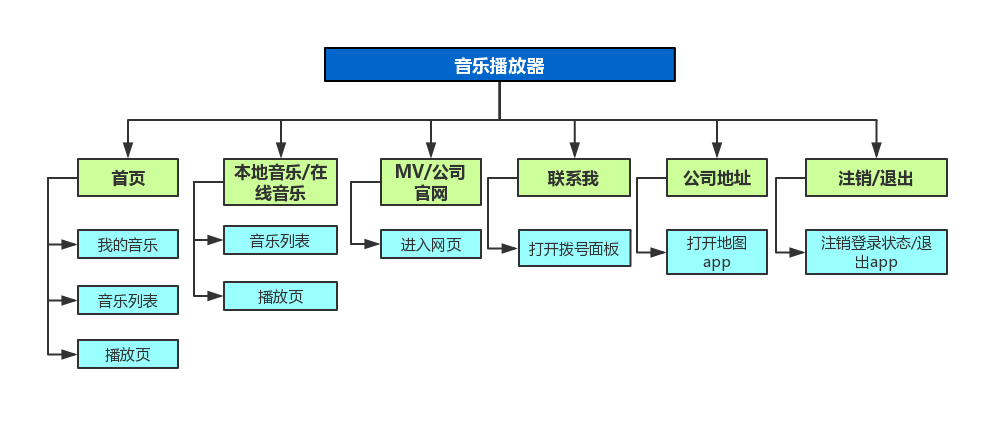 音乐播放器
首页
本地音乐/在
线音乐
MV/公司
官网
联系我
公司地址
注销/退出
我的音乐
音乐列表
播放页
音乐列表
播放页
进入网页
打开拨号面板
打开地图
app
注销登录状态/退
出app